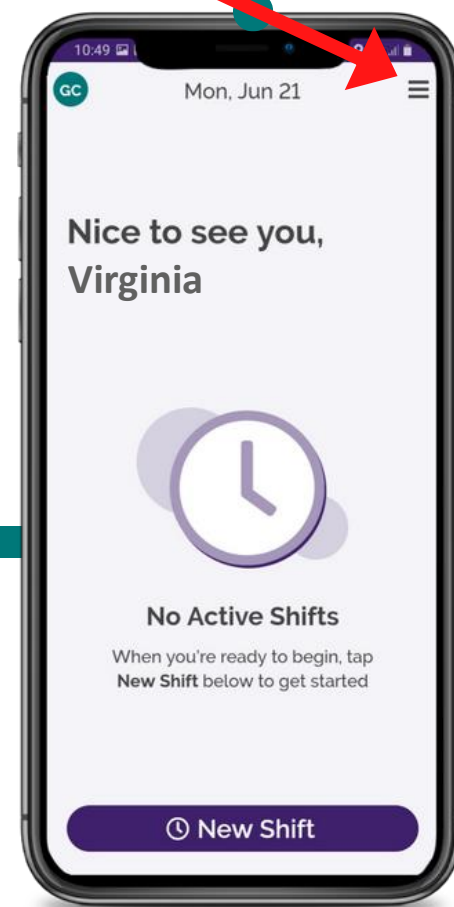 10:49
GC
Mon, Jun 21
Nice to see you,
Virginia
No Active Shifts
When you're ready to begin, tap
New Shift below to get started
New Shift